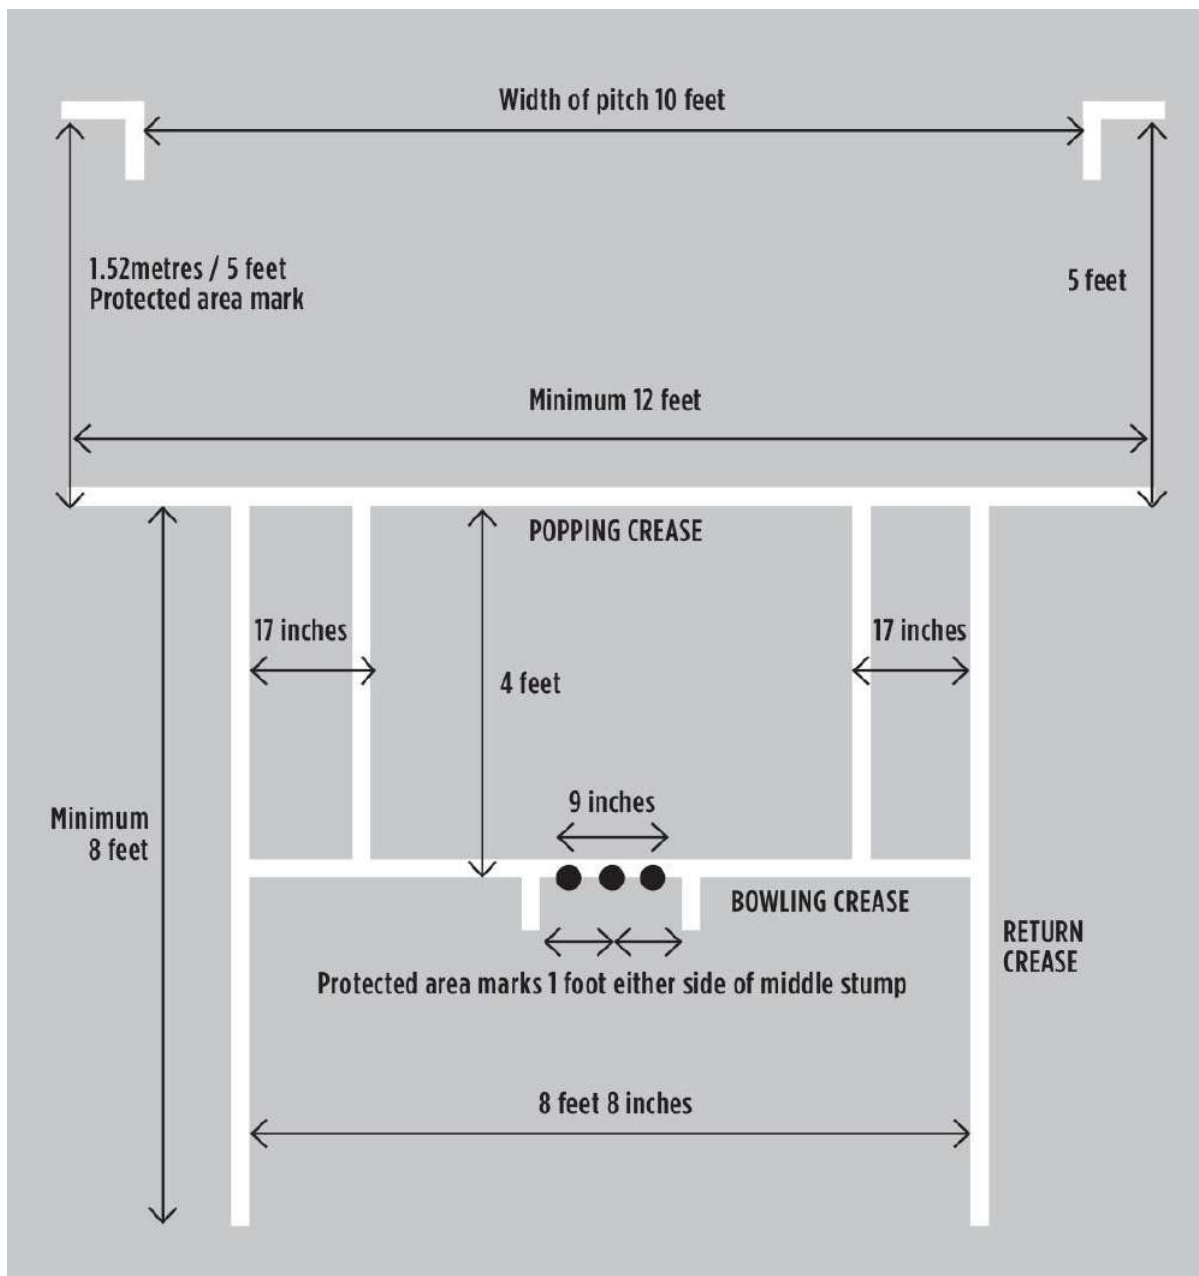 Width of pitch 10 feet
1.52metres / 5 feet
Protected area mark
5 feet
Minimum 12 feet
POPPING CREASE
17 inches
17 inches
4 feet
9 inches
Minimum
8 feet
BOWLING CREASE
RETURN
CREASE
Protected area marks 1 foot either side of middle stump
8 feet 8 inches